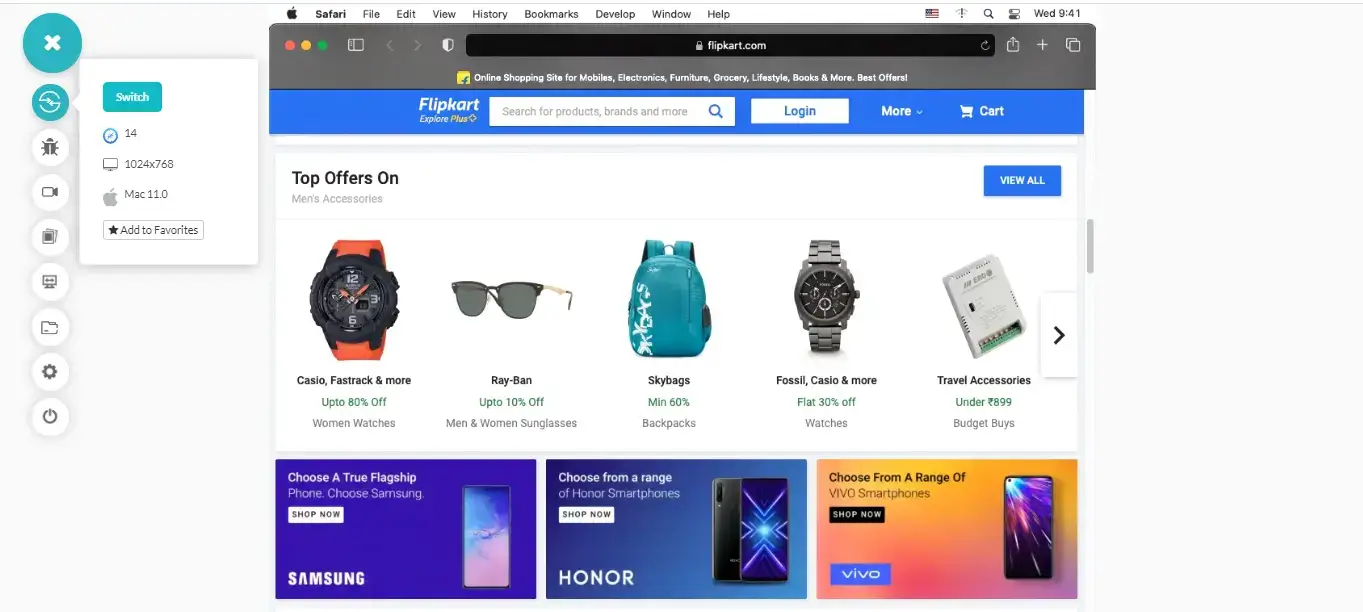 Safari File Edit View History Bookmarks Develop Window Help Wed 9:41
flipkart.com
Online Shopping Site for Mobiles, Electronics, Furniture, Grocery, Lifestyle, Books & More. Best Offers!
Switch
14
1024x768
Mac 11.0
Add to Favorites
Flipkart
Explore Plus
Search for products, brands and more
Login
More
Cart
Top Offers On
Men's Accessories
VIEW ALL
SKYBAGS
Casio, Fastrack & more
Upto 80% Off
Women Watches
Ray-Ban
Upto 10% Off
Men & Women Sunglasses
Skybags
Min 60%
Backpacks
Fossil, Casio & more
Flat 30% off
Watches
Travel Accessories
Under ₹899
Budget Buys
Choose A True Flagship
Phone. Choose Samsung.
SHOP NOW
SAMSUNG
Choose from a range
of Honor Smartphones
SHOP NOW
HONOR
Choose From A Range Of
VIVO Smartphones
SHOP NOW
vivo